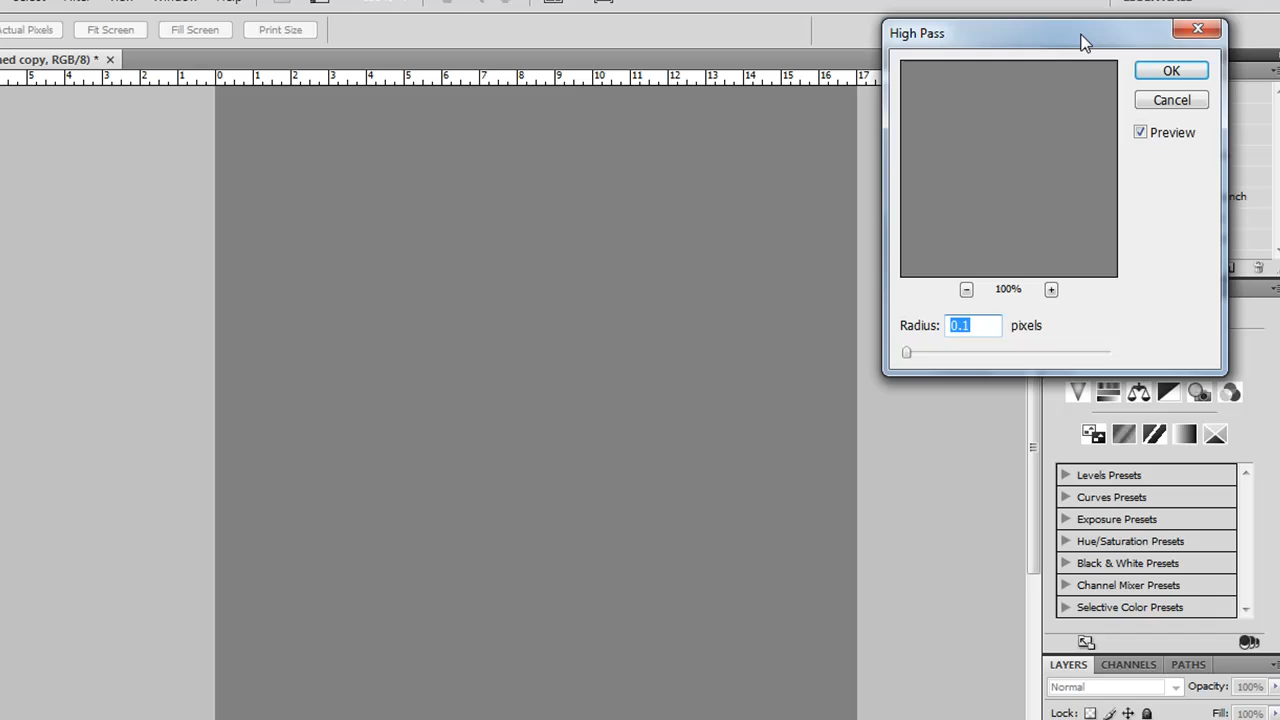 Actual Pixels
Fit Screen
Fill Screen
Print Size
ned copy, RGB/8) *
5 4 3 2 1 0 1 2 3 4 5 6 7 8 9 10 11 12 13 14 15 16 17
High Pass
OK
Cancel
Preview
100%
Radius: 0.1 pixels
nch
Levels Presets
Curves Presets
Exposure Presets
Hue/Saturation Presets
Black & White Presets
Channel Mixer Presets
Selective Color Presets
LAYERS CHANNELS PATHS
Normal Opacity: 100%
Lock: Fill: 100%